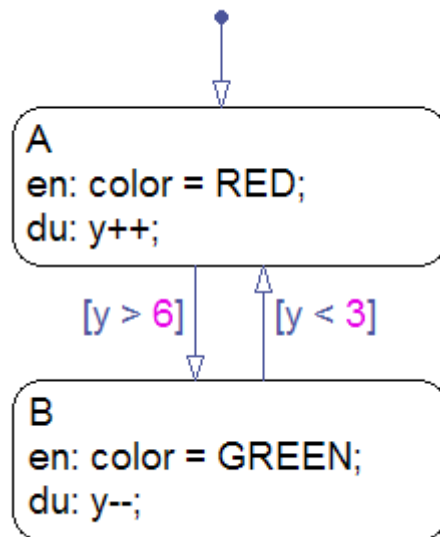 A
en: color = RED;
du: y++;
[y > 6] [y < 3]
B
en: color = GREEN;
du: y--;